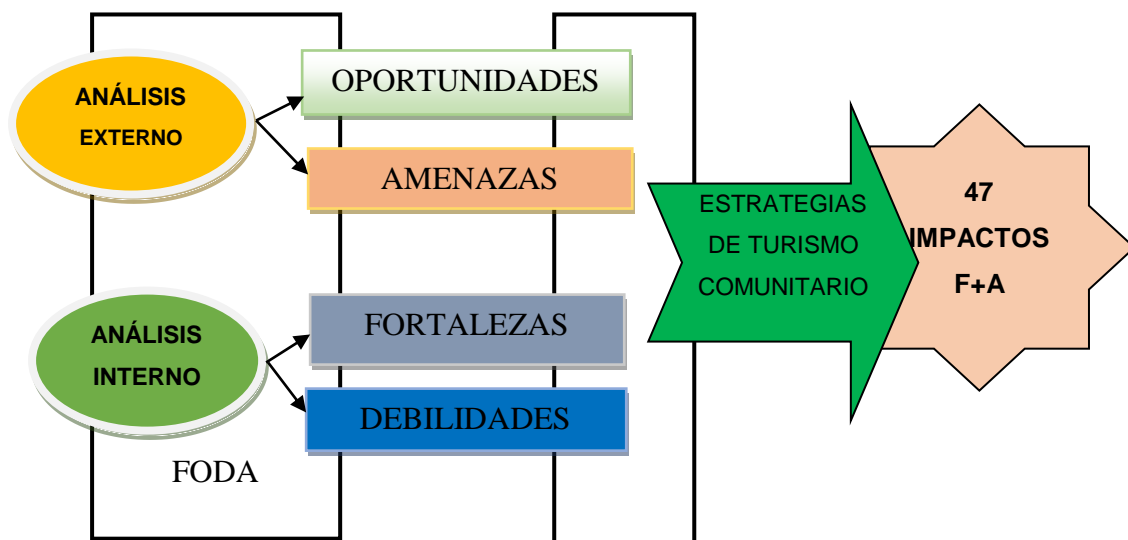 ANÁLISIS
EXTERNO
OPORTUNIDADES
AMENAZAS
ANÁLISIS
INTERNO
FORTALEZAS
DEBILIDADES
FODA
ESTRATEGIAS
DE TURISMO
COMUNITARIO
47
IMPACTOS
F+A